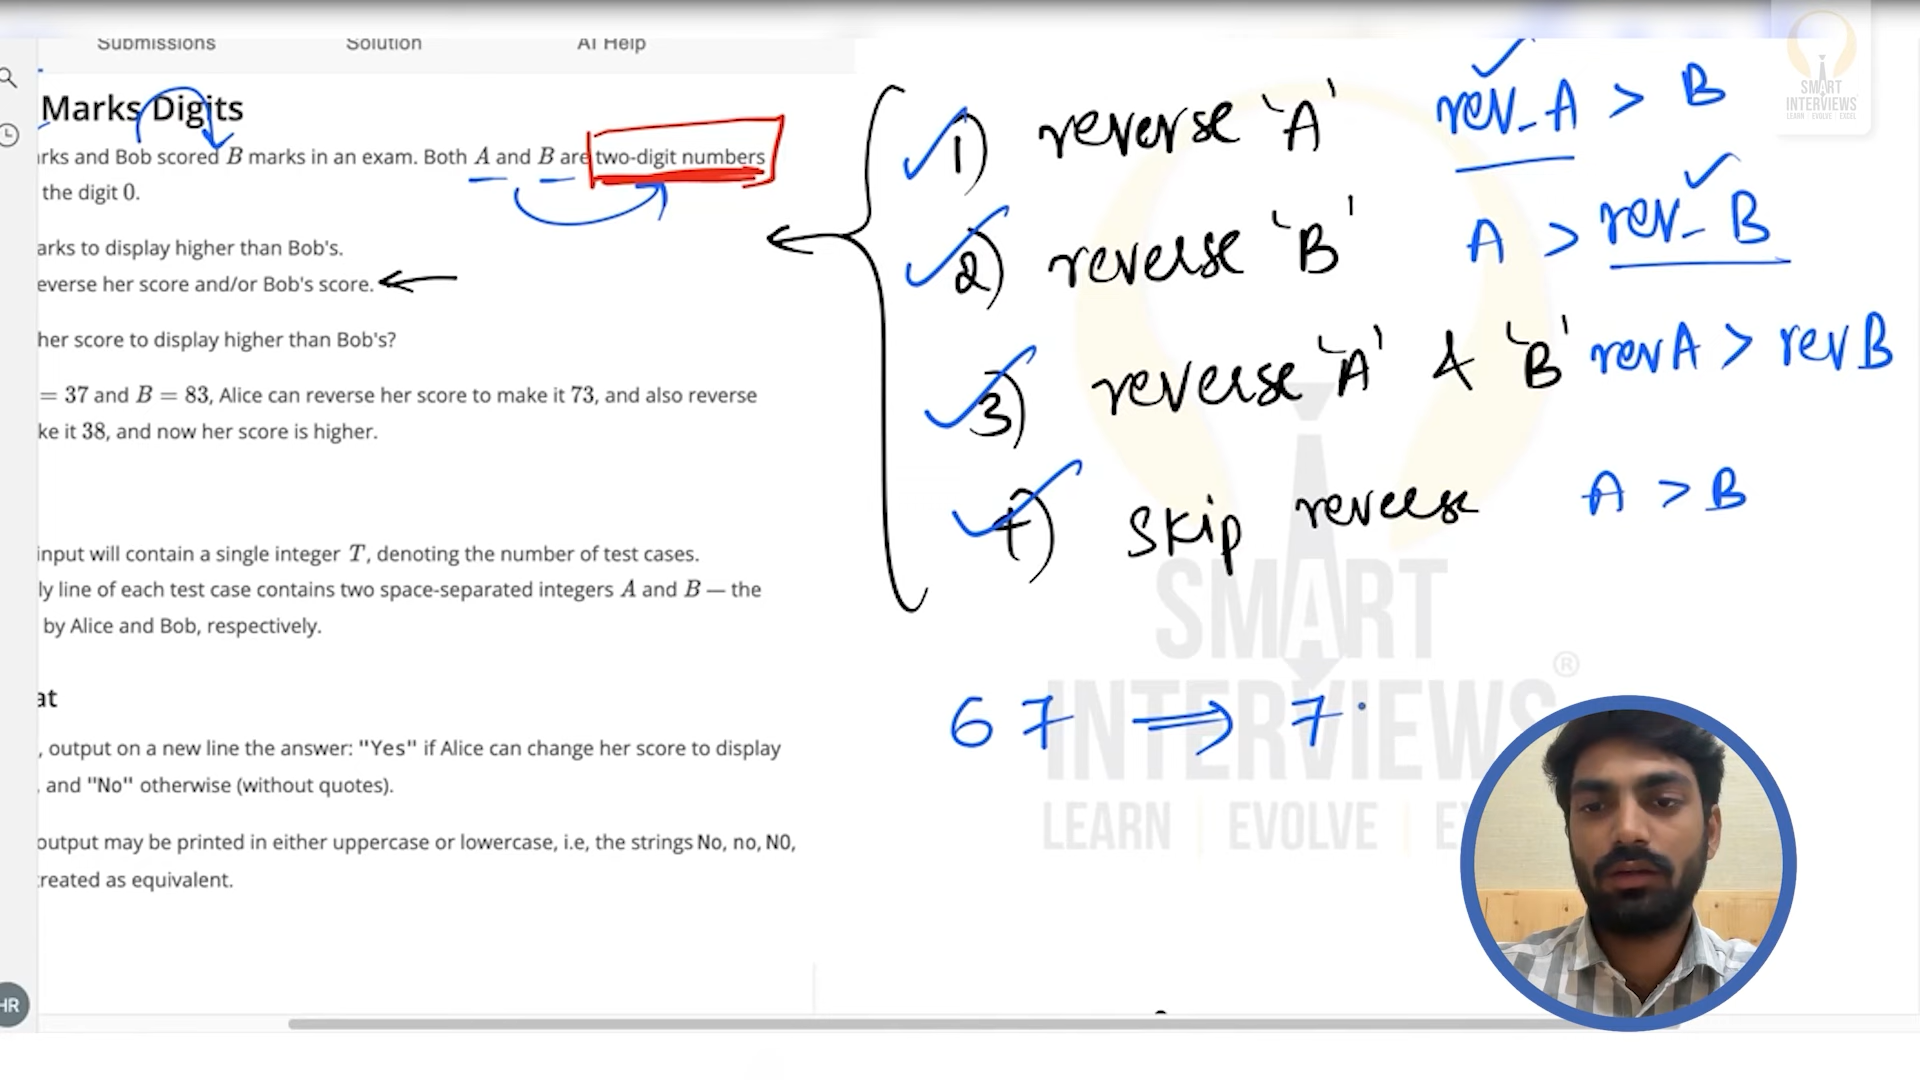 Submissions Solution AI Help
Marks Digits
rks and Bob scored B marks in an exam. Both A and B are two-digit numbers
the digit 0.
arks to display higher than Bob's.
everse her score and/or Bob's score.
her score to display higher than Bob's?
= 37 and B = 83, Alice can reverse her score to make it 73, and also reverse
ke it 38, and now her score is higher.
input will contain a single integer T, denoting the number of test cases.
ly line of each test case contains two space-separated integers A and B — the
by Alice and Bob, respectively.
at
, output on a new line the answer: "Yes" if Alice can change her score to display
, and "No" otherwise (without quotes).
output may be printed in either uppercase or lowercase, i.e, the strings No, no, NO,
reated as equivalent.
HR
1) reverse 'A' rev_A > B
2) reverse 'B' A > rev_B
3) reverse 'A' & 'B' revA > revB
4) skip reverse A > B
67 ⟹ 7
SMART
INTERVIEWS
LEARN | EVOLVE | EXCEL
SMART
INTERVIEWS®
LEARN | EVOLVE | E